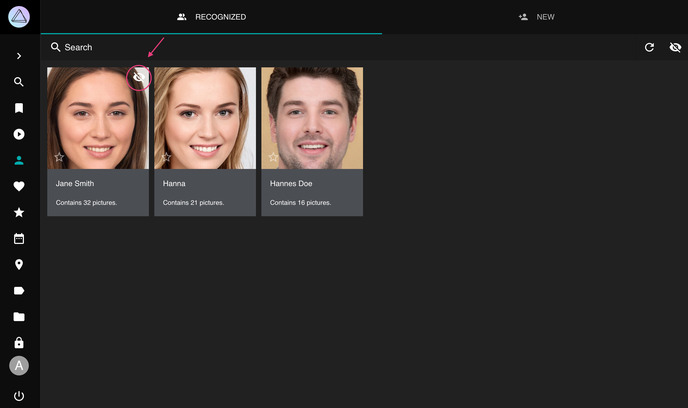 RECOGNIZED
NEW
Search
Jane Smith
Contains 32 pictures.
Hanna
Contains 21 pictures.
Hannes Doe
Contains 16 pictures.
A